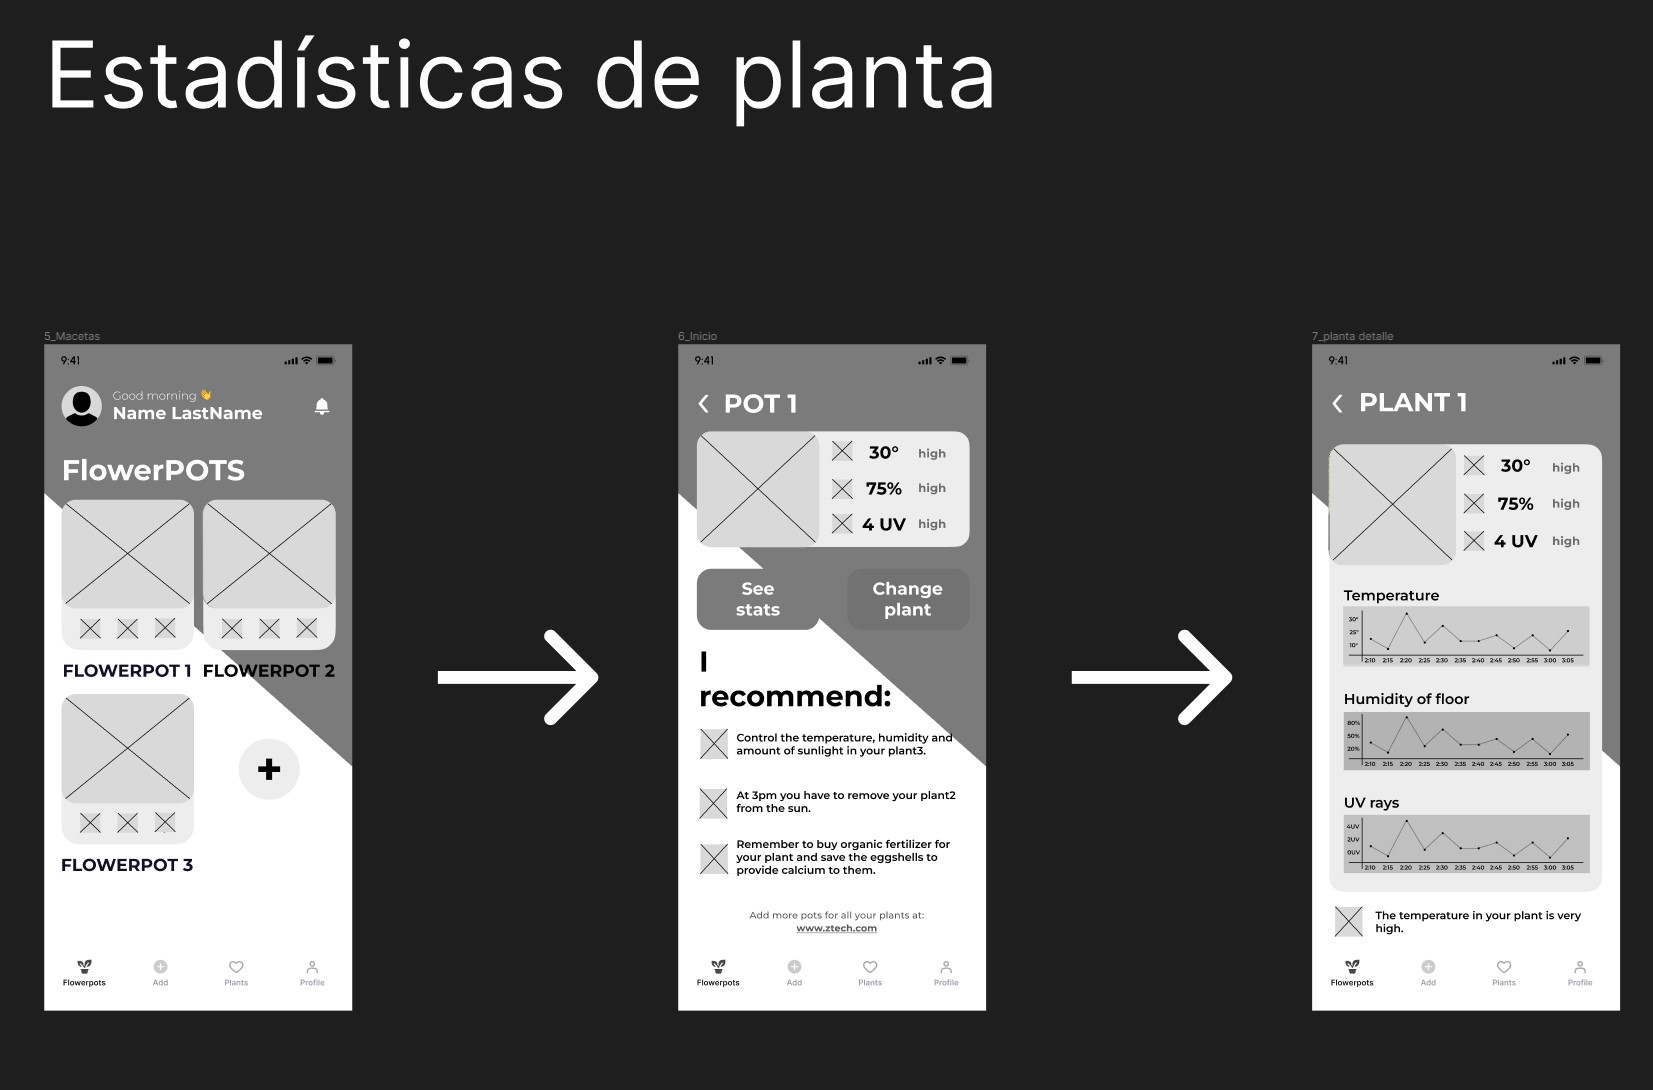 Estadísticas de planta
5_Macetas
9:41
Good morning 👋
Name LastName
FlowerPOTS
FLOWERPOT 1
FLOWERPOT 2
FLOWERPOT 3
+
Flowerpots
Add
Plants
Profile
6_Inicio
9:41
POT 1
30° high
75% high
4 UV high
See
stats
Change
plant
I
recommend:
Control the temperature, humidity and
amount of sunlight in your plant3.
At 3pm you have to remove your plant2
from the sun.
Remember to buy organic fertilizer for
your plant and save the eggshells to
provide calcium to them.
Add more pots for all your plants at:
www.ztech.com
Flowerpots
Add
Plants
Profile
7_planta detalle
9:41
PLANT 1
30° high
75% high
4 UV high
Temperature
30°
25°
10°
2:10 2:15 2:20 2:25 2:30 2:35 2:40 2:45 2:50 2:55 3:00 3:05
Humidity of floor
80%
50%
20%
2:10 2:15 2:20 2:25 2:30 2:35 2:40 2:45 2:50 2:55 3:00 3:05
UV rays
4UV
2UV
0UV
2:10 2:15 2:20 2:25 2:30 2:35 2:40 2:45 2:50 2:55 3:00 3:05
The temperature in your plant is very
high.
Flowerpots
Add
Plants
Profile